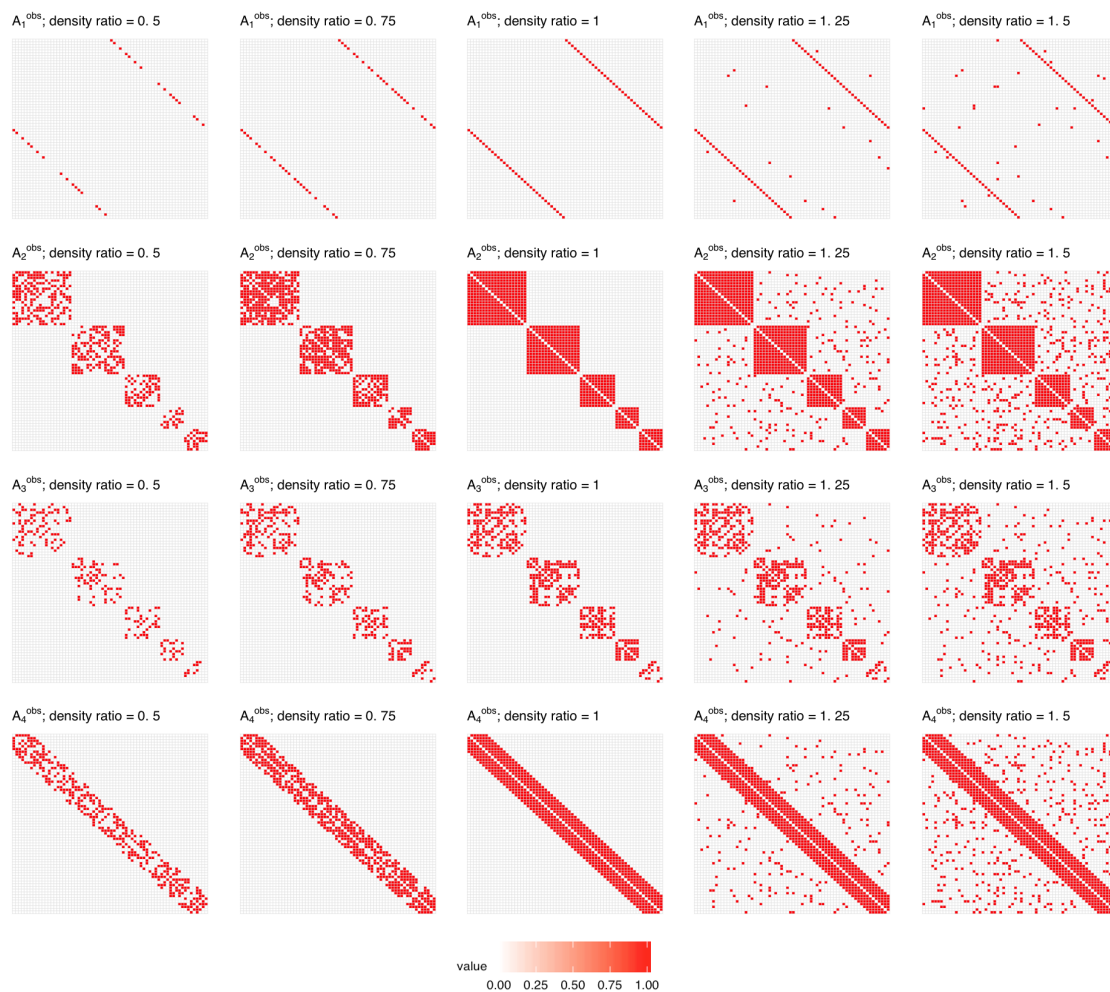 A₁ᵒᵇˢ; density ratio = 0. 5
A₁ᵒᵇˢ; density ratio = 0. 75
A₁ᵒᵇˢ; density ratio = 1
A₁ᵒᵇˢ; density ratio = 1. 25
A₁ᵒᵇˢ; density ratio = 1. 5
A₂ᵒᵇˢ; density ratio = 0. 5
A₂ᵒᵇˢ; density ratio = 0. 75
A₂ᵒᵇˢ; density ratio = 1
A₂ᵒᵇˢ; density ratio = 1. 25
A₂ᵒᵇˢ; density ratio = 1. 5
A₃ᵒᵇˢ; density ratio = 0. 5
A₃ᵒᵇˢ; density ratio = 0. 75
A₃ᵒᵇˢ; density ratio = 1
A₃ᵒᵇˢ; density ratio = 1. 25
A₃ᵒᵇˢ; density ratio = 1. 5
A₄ᵒᵇˢ; density ratio = 0. 5
A₄ᵒᵇˢ; density ratio = 0. 75
A₄ᵒᵇˢ; density ratio = 1
A₄ᵒᵇˢ; density ratio = 1. 25
A₄ᵒᵇˢ; density ratio = 1. 5
value
0.00 0.25 0.50 0.75 1.00